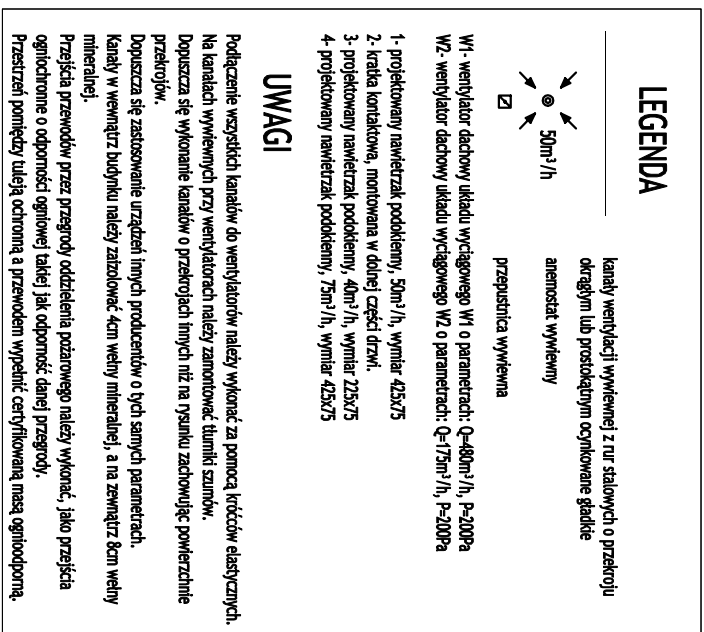 LEGENDA
kanały wentylacji wywiewnej z rur stalowych o przekroju
okrągłym lub prostokątnym ocynkowane gładkie
50m³/h
anemostat wywiewny
przepustnica wywiewna
W1- wentylator dachowy układu wyciągowego W1 o parametrach: Q=480m³/h, P=200Pa
W2- wentylator dachowy układu wyciągowego W2 o parametrach: Q=175m³/h, P=200Pa
1- projektowany nawietrzak podokienny, 50m³/h, wymiar 425x75
2- kratka kontaktowa, montowana w dolnej części drzwi.
3- projektowany nawietrzak podokienny, 40m³/h, wymiar 225x75
4- projektowany nawietrzak podokienny, 75m³/h, wymiar 425x75
UWAGI
Podłączenie wszystkich kanałów do wentylatorów należy wykonać za pomocą króćców elastycznych.
Na kanałach wywiewnych przy wentylatorach należy zamontować tłumiki szumów.
Dopuszcza się wykonanie kanałów o przekrojach innych niż na rysunku zachowując powierzchnie
przekrojów.
Dopuszcza się zastosowanie urządzeń innych producentów o tych samych parametrach.
Kanały w wewnątrz budynku należy zaizolować 4cm wełny mineralnej, a na zewnątrz 8cm wełny
mineralnej.
Przejścia przewodów przez przegrody oddzielenia pożarowego należy wykonać, jako przejścia
ogniochronne o odporności ogniowej takiej jak odporność danej przegrody.
Przestrzeń pomiędzy tuleją ochronną a przewodem wypełnić certyfikowaną masą ognioodporną.